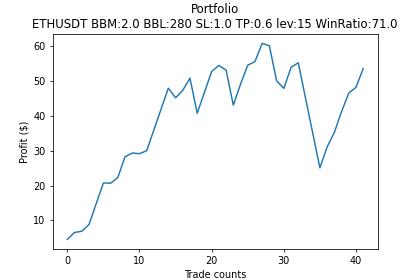 Portfolio
ETHUSDT BBM:2.0 BBL:280 SL:1.0 TP:0.6 lev:15 WinRatio:71.0
60
50
40
30
20
10
Profit ($)
0 10 20 30 40
Trade counts